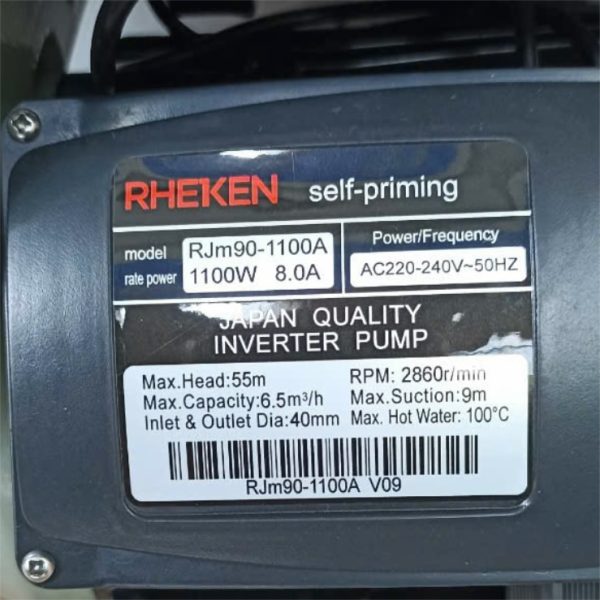 RHEKEN self-priming
model RJm90-1100A
rate power 1100W 8.0A
Power/Frequency
AC220-240V~50HZ
JAPAN QUALITY
INVERTER PUMP
Max.Head:55m RPM: 2860r/min
Max.Capacity:6.5m³/h Max.Suction:9m
Inlet & Outlet Dia:40mm Max. Hot Water: 100°C
RJm90-1100A V09